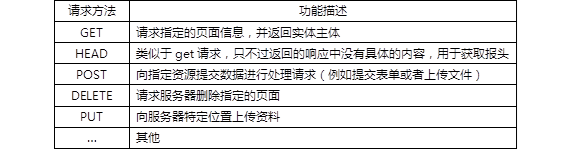 请求方法 功能描述
GET 请求指定的页面信息，并返回实体主体
HEAD 类似于 get 请求，只不过返回的响应中没有具体的内容，用于获取报头
POST 向指定资源提交数据进行处理请求（例如提交表单或者上传文件）
DELETE 请求服务器删除指定的页面
PUT 向服务器特定位置上传资料
... 其他